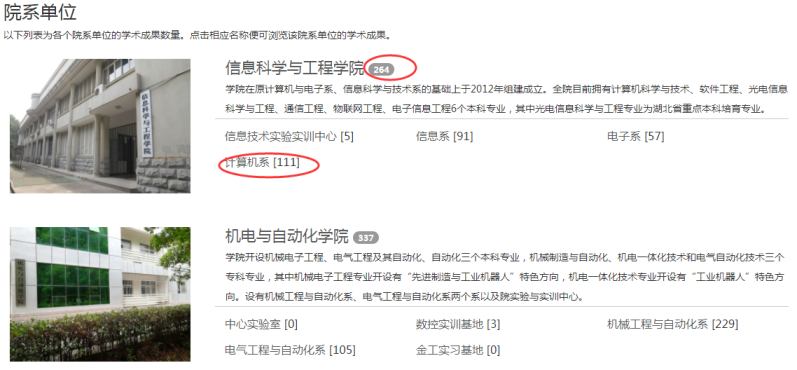 院系单位
以下列表为各个院系单位的学术成果数量。点击相应名称便可浏览该院系单位的学术成果。
信息科学与工程学院
信息科学与工程学院 264
学院在原计算机与电子系、信息科学与技术系的基础上于2012年组建成立。全院目前拥有计算机科学与技术、软件工程、光电信息
科学与工程、通信工程、物联网工程、电子信息工程6个本科专业，其中光电信息科学与工程专业为湖北省重点本科培育专业。
信息技术实验实训中心 [5] 信息系 [91] 电子系 [57]
计算机系 [111]
机电与自动化学院 337
学院开设机械电子工程、电气工程及其自动化、自动化三个本科专业，机械制造与自动化、机电一体化技术和电气自动化技术三个
专科专业，其中机械电子工程专业开设有“先进制造与工业机器人”特色方向，机电一体化技术专业开设有“工业机器人”特色方
向。设有机械工程与自动化系、电气工程与自动化系两个系以及院实验与实训中心。
中心实验室 [0] 数控实训基地 [3] 机械工程与自动化系 [229]
电气工程与自动化系 [105] 金工实习基地 [0]